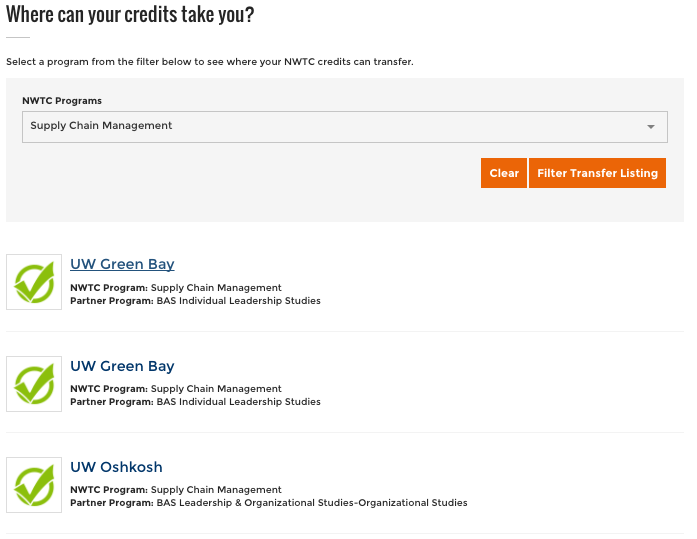 Where can your credits take you?
Select a program from the filter below to see where your NWTC credits can transfer.
NWTC Programs
Supply Chain Management
Clear
Filter Transfer Listing
UW Green Bay
NWTC Program: Supply Chain Management
Partner Program: BAS Individual Leadership Studies
UW Green Bay
NWTC Program: Supply Chain Management
Partner Program: BAS Individual Leadership Studies
UW Oshkosh
NWTC Program: Supply Chain Management
Partner Program: BAS Leadership & Organizational Studies-Organizational Studies